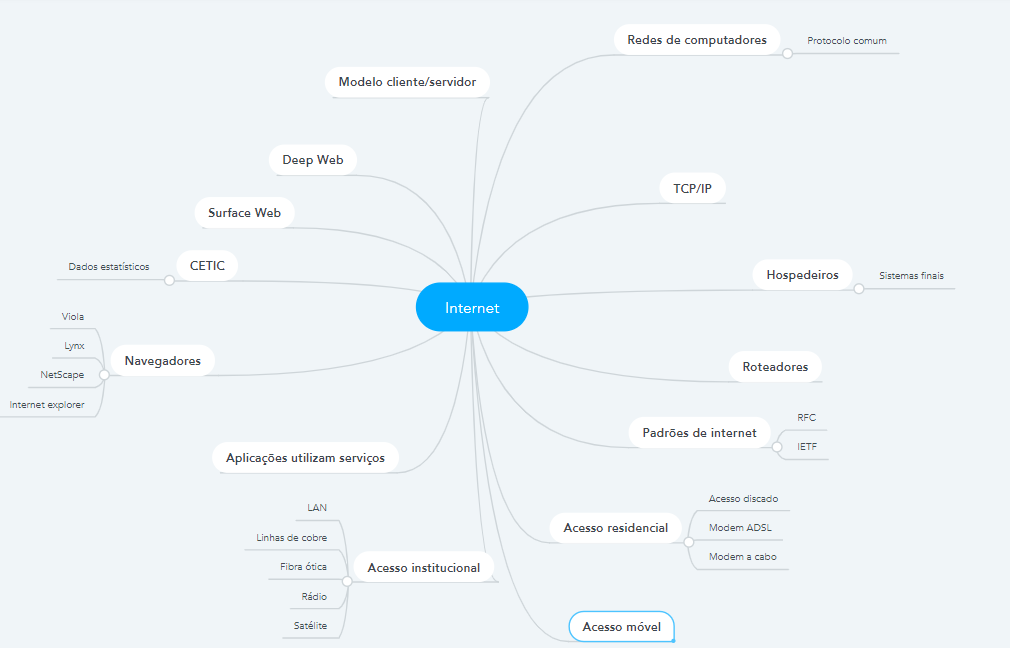 Redes de computadores
Protocolo comum
Modelo cliente/servidor
Deep Web
TCP/IP
Surface Web
Dados estatísticos
CETIC
Hospedeiros
Sistemas finais
Internet
Viola
Lynx
NetScape
Internet explorer
Navegadores
Roteadores
Padrões de internet
RFC
IETF
Aplicações utilizam serviços
LAN
Linhas de cobre
Fibra ótica
Rádio
Satélite
Acesso institucional
Acesso residencial
Acesso discado
Modem ADSL
Modem a cabo
Acesso móvel